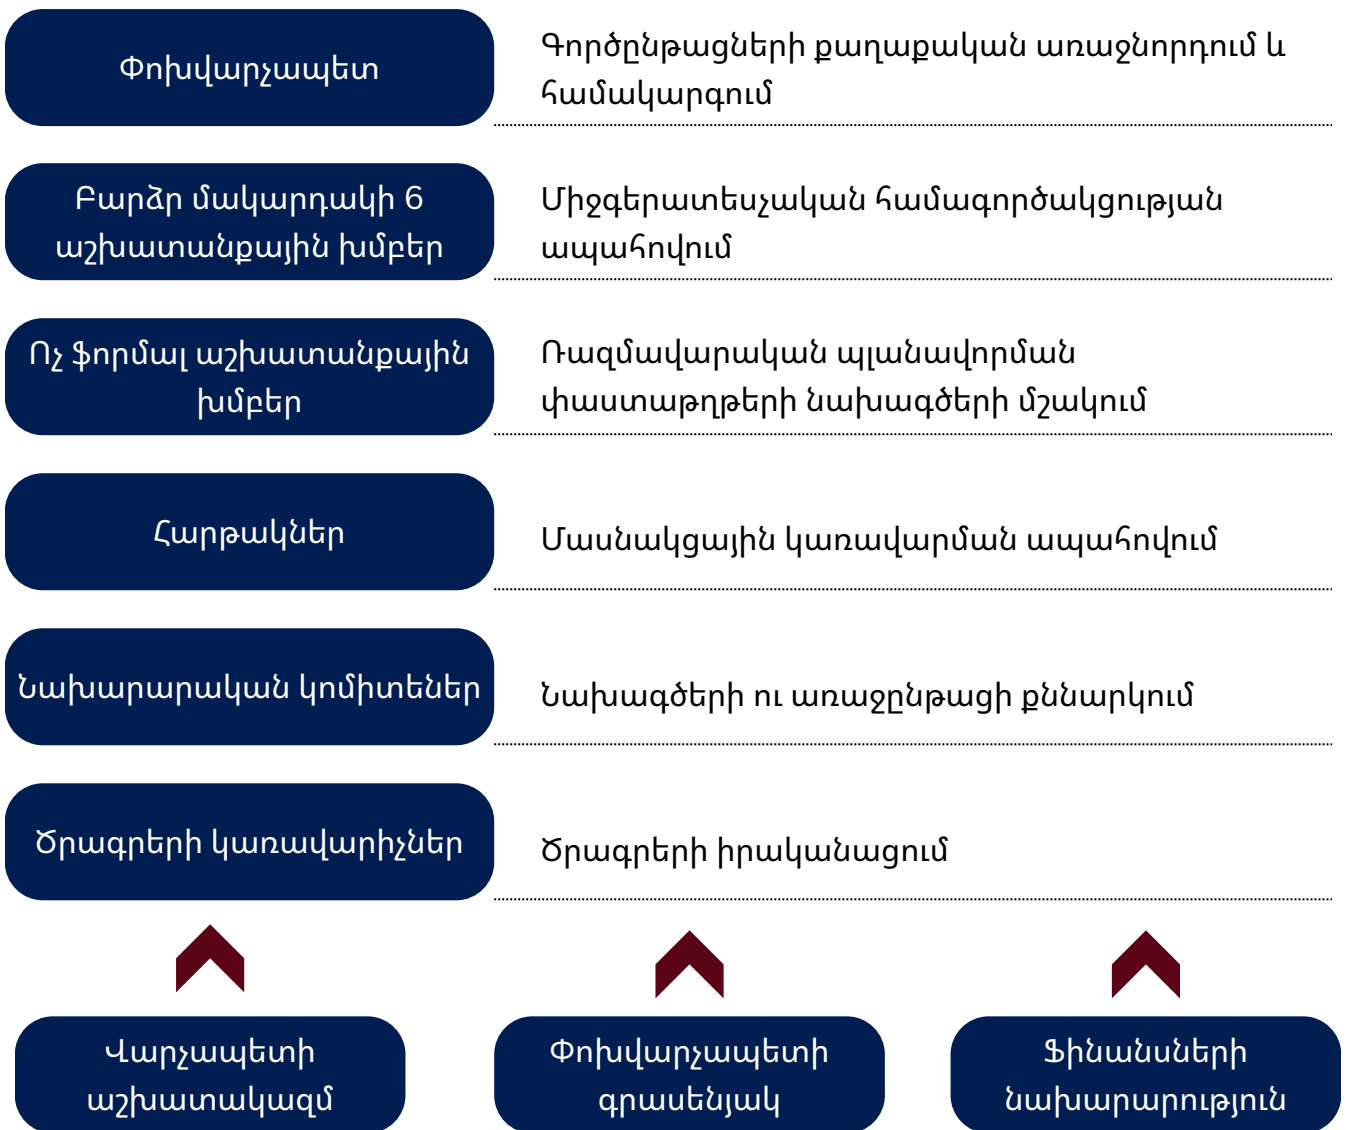 Փոխվարչապետ
Գործընթացների քաղաքական առաջնորդում և
համակարգում
Բարձր մակարդակի 6
աշխատանքային խմբեր
Միջգերատեսչական համագործակցության
ապահովում
Ոչ ֆորմալ աշխատանքային
խմբեր
Ռազմավարական պլանավորման
փաստաթղթերի նախագծերի մշակում
Հարթակներ
Մասնակցային կառավարման ապահովում
Նախարարական կոմիտեներ
Նախագծերի ու առաջընթացի քննարկում
Ծրագրերի կառավարիչներ
Ծրագրերի իրականացում
Վարչապետի
աշխատակազմ
Փոխվարչապետի
գրասենյակ
Ֆինանսների
նախարարություն